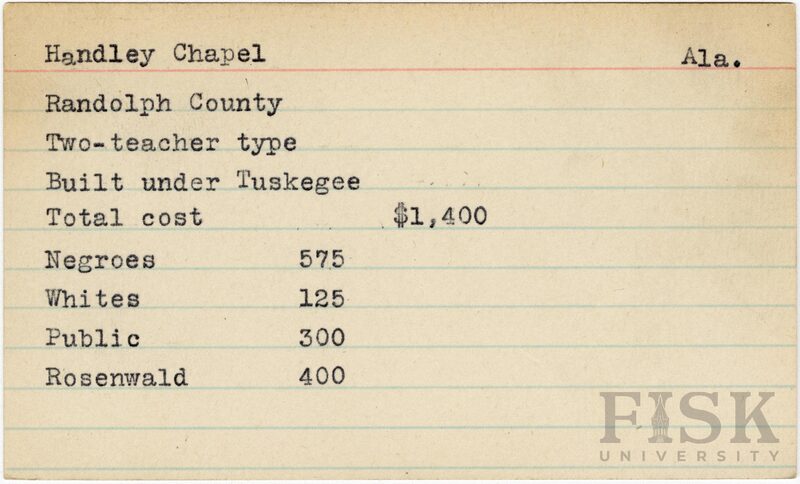 Handley Chapel Ala.
Randolph County
Two-teacher type
Built under Tuskegee
Total cost $1,400
Negroes 575
Whites 125
Public 300
Rosenwald 400
FISK
UNIVERSITY